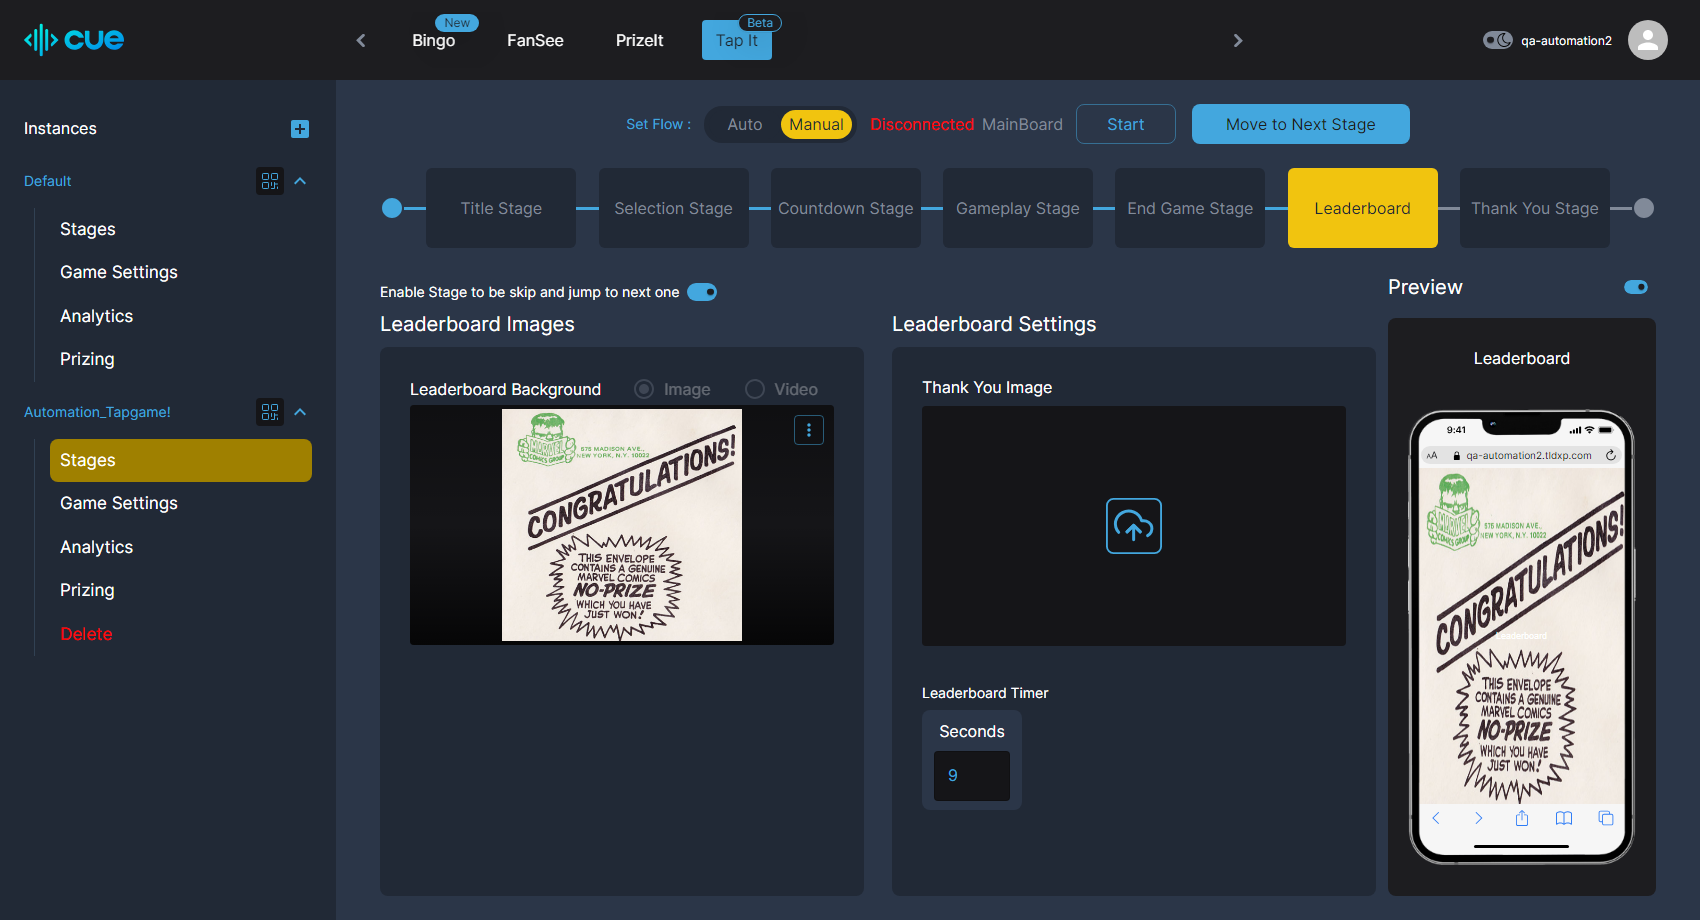 cue
New
Bingo
FanSee
PrizeIt
Beta
Tap It
qa-automation2
Instances
Default
Stages
Game Settings
Analytics
Prizing
Automation_Tapgame!
Stages
Game Settings
Analytics
Prizing
Delete
Set Flow :
Auto
Manual
Disconnected MainBoard
Start
Move to Next Stage
Title Stage
Selection Stage
Countdown Stage
Gameplay Stage
End Game Stage
Leaderboard
Thank You Stage
Enable Stage to be skip and jump to next one
Leaderboard Images
Leaderboard Background
Image
Video
MARVEL
COMICS GROUP
575 MADISON AVE.,
NEW YORK, N.Y. 10022
CONGRATULATIONS!
THIS ENVELOPE
CONTAINS A GENUINE
MARVEL COMICS
NO-PRIZE
WHICH YOU HAVE
JUST WON!
Leaderboard Settings
Thank You Image
Leaderboard Timer
Seconds
9
Preview
Leaderboard
9:41
AA
qa-automation2.tldxp.com
MARVEL
COMICS GROUP
575 MADISON AVE.,
NEW YORK, N.Y. 10022
CONGRATULATIONS!
Leaderboard
THIS ENVELOPE
CONTAINS A GENUINE
MARVEL COMICS
NO-PRIZE
WHICH YOU HAVE
JUST WON!